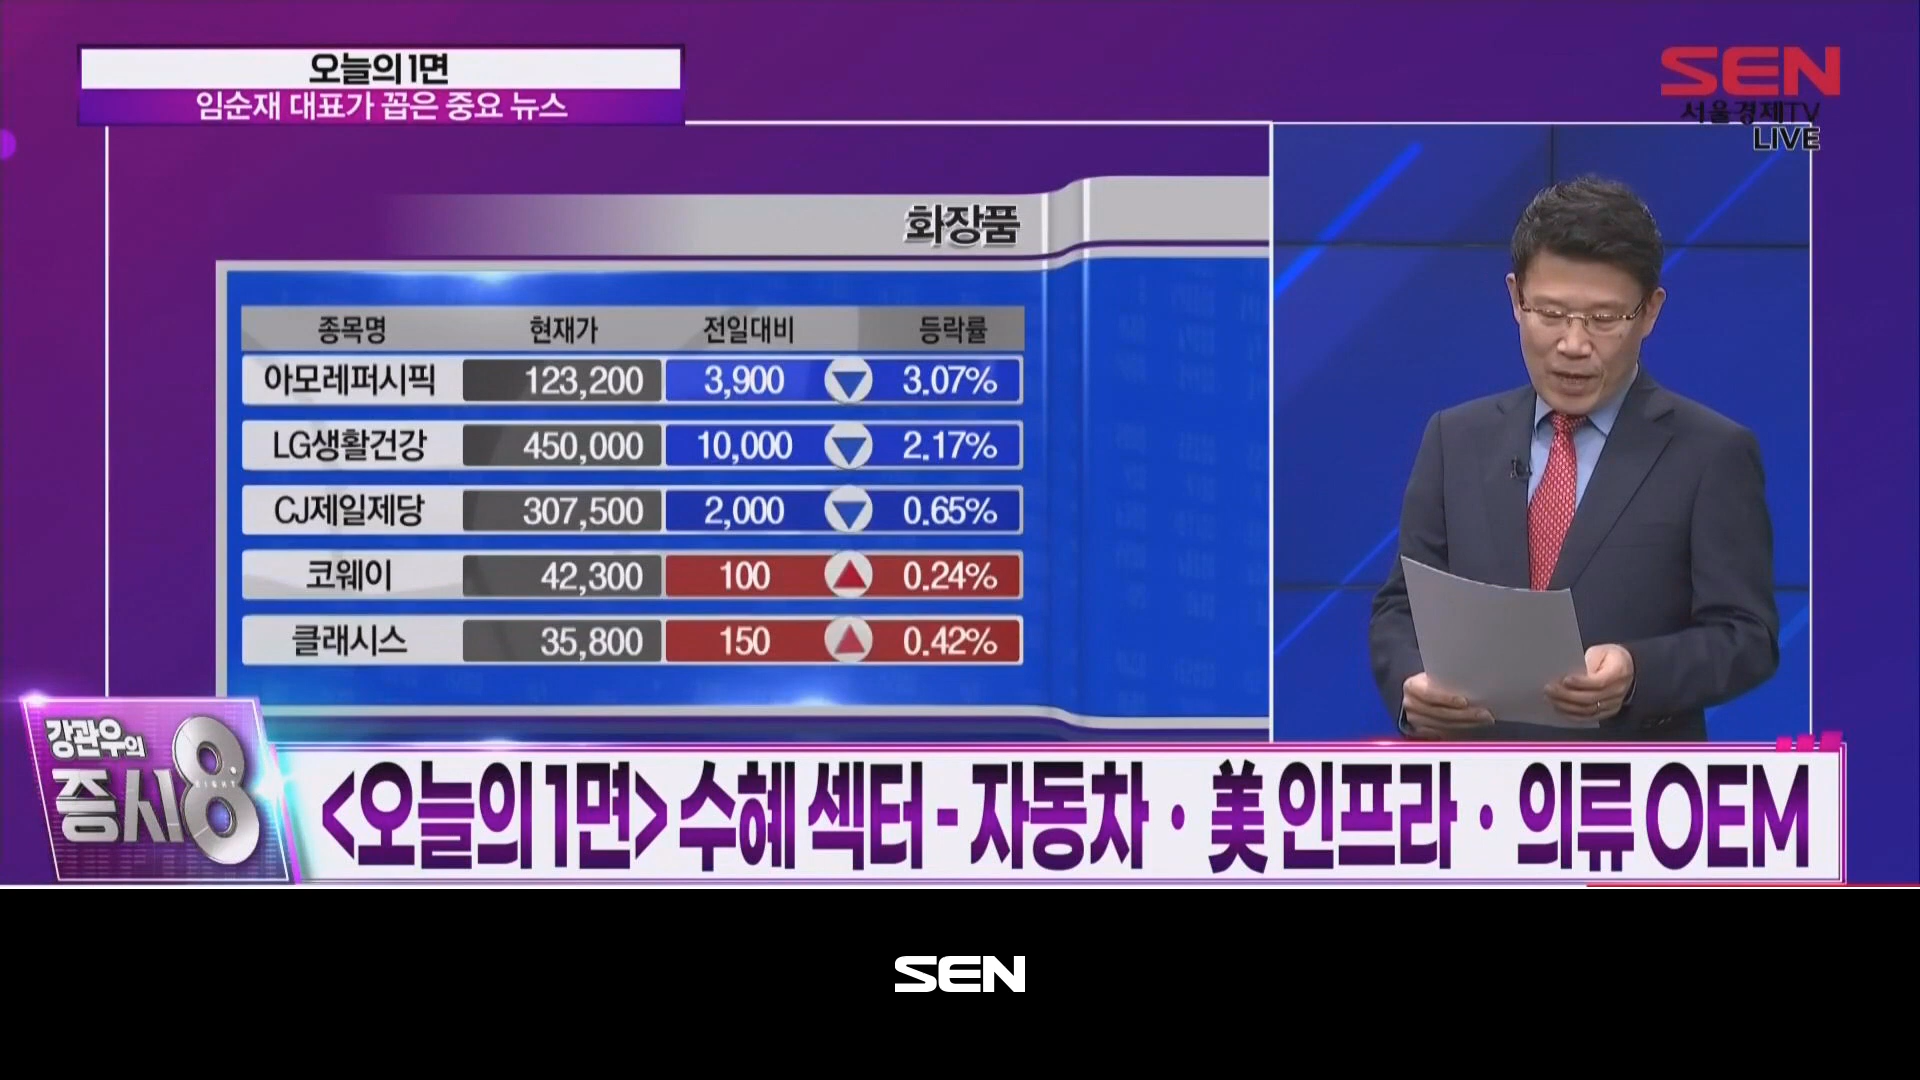 오늘의 1면
임순재 대표가 꼽은 중요 뉴스
SEN
서울경제TV
LIVE
화장품
종목명 현재가 전일대비 등락률
아모레퍼시픽 123,200 3,900 ▼ 3.07%
LG생활건강 450,000 10,000 ▼ 2.17%
CJ제일제당 307,500 2,000 ▼ 0.65%
코웨이 42,300 100 ▲ 0.24%
클래시스 35,800 150 ▲ 0.42%
강관우의
증시8
EIGHT
<오늘의 1면> 수혜 섹터 - 자동차 · 美 인프라 · 의류 OEM
SEN